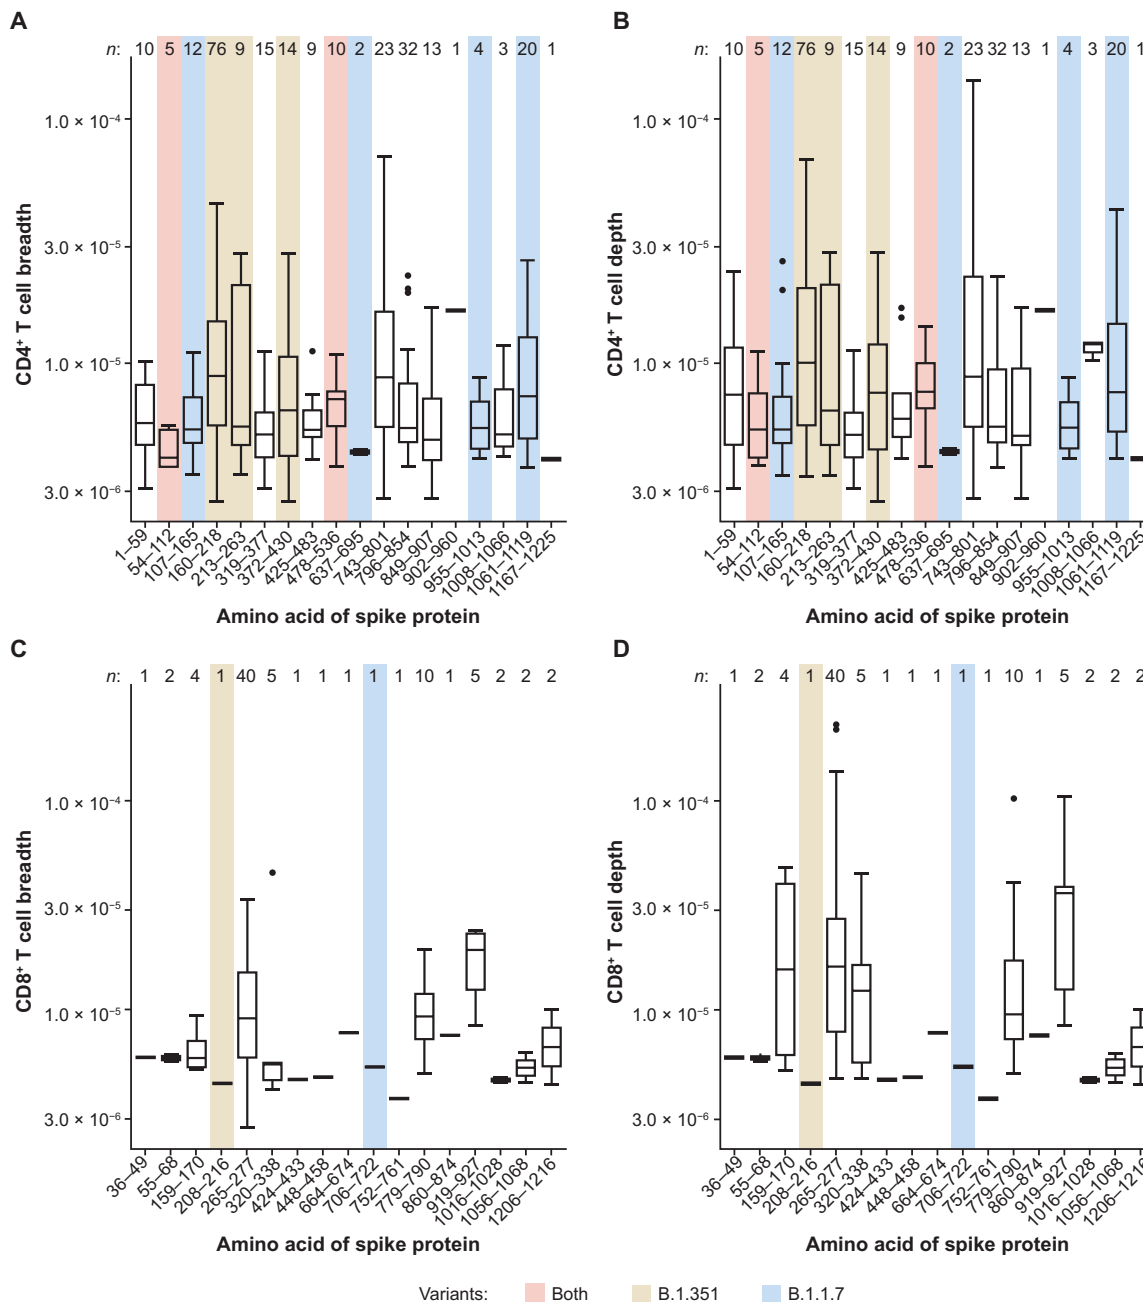 A
n: 10 5 12 76 9 15 14 9 10 2 23 32 13 1 4 3 20 1
CD4+ T cell breadth
1.0 × 10−4
3.0 × 10−5
1.0 × 10−5
3.0 × 10−6
1–59 54–112 107–165 160–218 213–263 319–377 372–430 425–483 478–536 637–695 743–801 796–854 849–907 902–960 955–1013 1008–1066 1061–1119 1167–1225
Amino acid of spike protein
B
n: 10 5 12 76 9 15 14 9 10 2 23 32 13 1 4 3 20 1
CD4+ T cell depth
1.0 × 10−4
3.0 × 10−5
1.0 × 10−5
3.0 × 10−6
1–59 54–112 107–165 160–218 213–263 319–377 372–430 425–483 478–536 637–695 743–801 796–854 849–907 902–960 955–1013 1008–1066 1061–1119 1167–1225
Amino acid of spike protein
C
n: 1 2 4 1 40 5 1 1 1 1 1 10 1 5 2 2 2
CD8+ T cell breadth
1.0 × 10−4
3.0 × 10−5
1.0 × 10−5
3.0 × 10−6
36–49 55–68 159–170 208–216 265–277 320–338 424–433 448–458 664–674 706–722 752–761 779–790 860–874 919–927 1016–1028 1056–1068 1206–1216
Amino acid of spike protein
D
n: 1 2 4 1 40 5 1 1 1 1 1 10 1 5 2 2 2
CD8+ T cell depth
1.0 × 10−4
3.0 × 10−5
1.0 × 10−5
3.0 × 10−6
36–49 55–68 159–170 208–216 265–277 320–338 424–433 448–458 664–674 706–722 752–761 779–790 860–874 919–927 1016–1028 1056–1068 1206–1216
Amino acid of spike protein
Variants: Both B.1.351 B.1.1.7